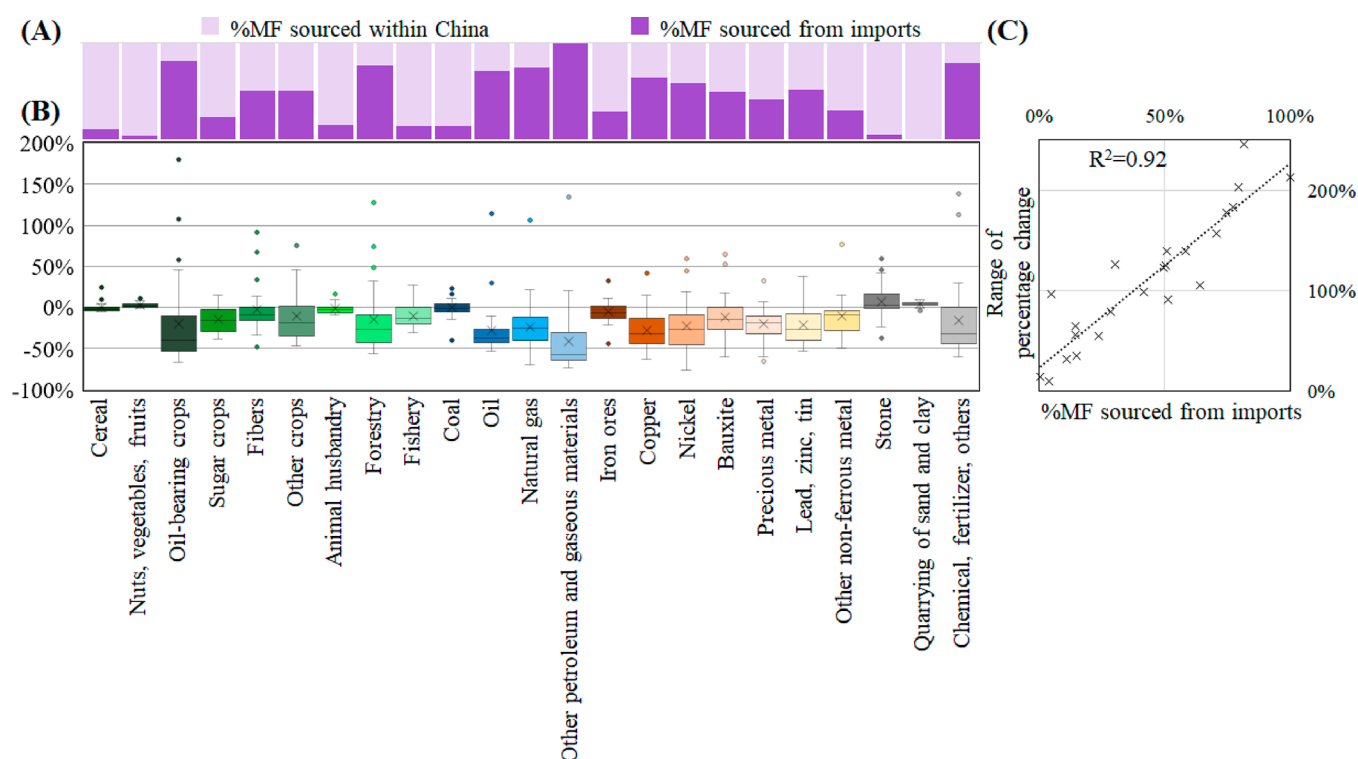 (A)
%MF sourced within China
%MF sourced from imports
(C)
(B)
200%
150%
100%
50%
0%
-50%
-100%
Cereal
Nuts, vegetables, fruits
Oil-bearing crops
Sugar crops
Fibers
Other crops
Animal husbandry
Forestry
Fishery
Coal
Oil
Natural gas
Other petroleum and gaseous materials
Iron ores
Copper
Nickel
Bauxite
Precious metal
Lead, zinc, tin
Other non-ferrous metal
Stone
Quarrying of sand and clay
Chemical, fertilizer, others
0%
50%
100%
R²=0.92
Range of
percentage change
200%
100%
0%
%MF sourced from imports